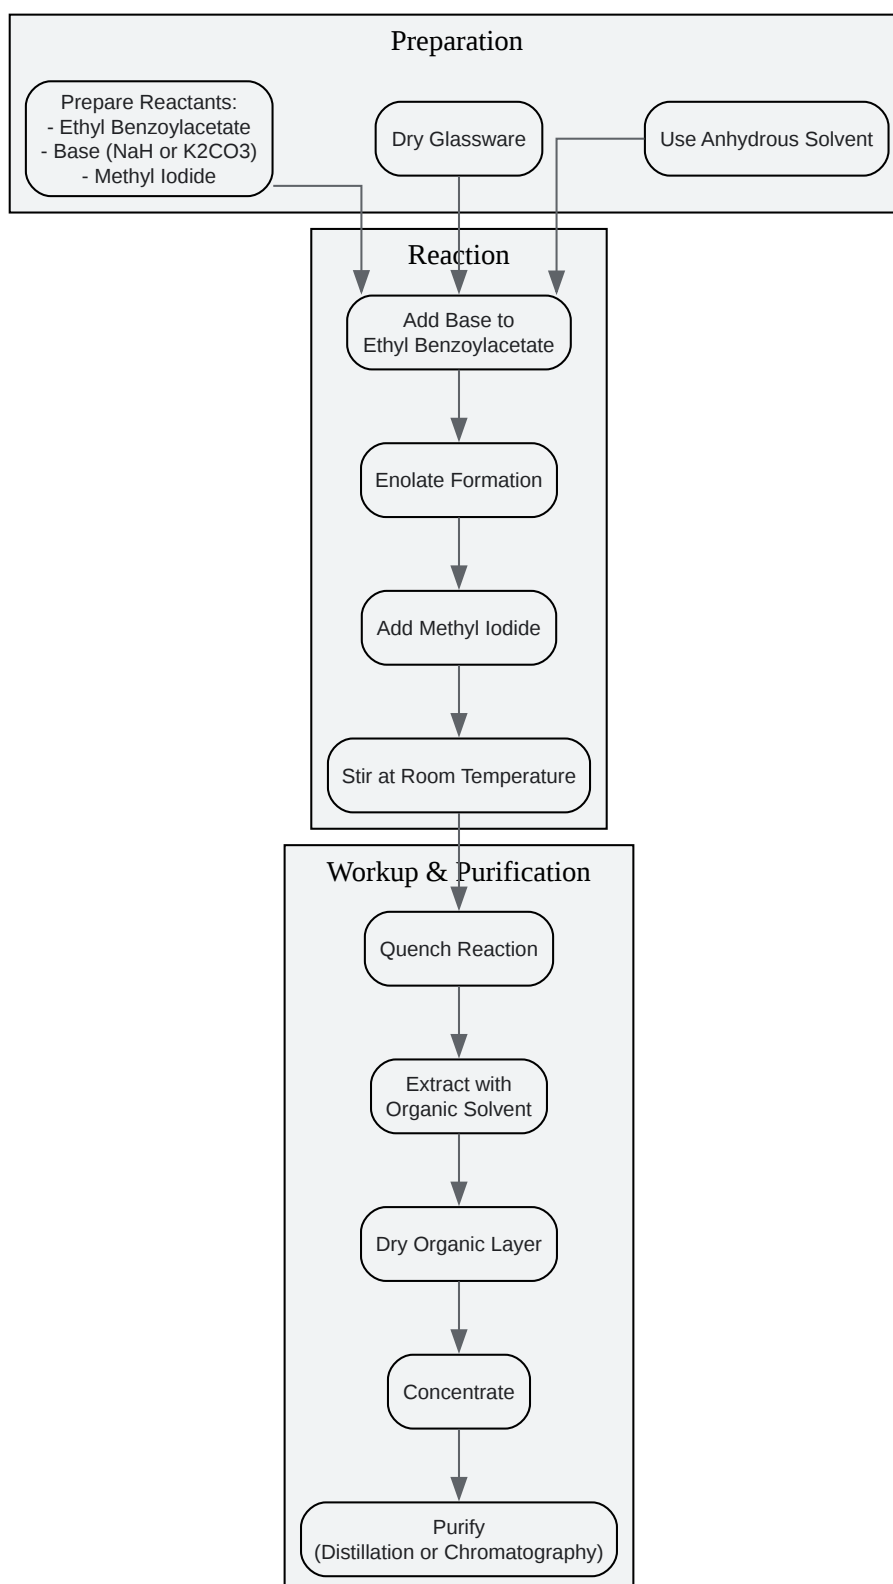 Preparation
Prepare Reactants:
- Ethyl Benzoylacetate
- Base (NaH or K2CO3)
- Methyl Iodide
Dry Glassware
Use Anhydrous Solvent
Reaction
Add Base to
Ethyl Benzoylacetate
Enolate Formation
Add Methyl Iodide
Stir at Room Temperature
Workup & Purification
Quench Reaction
Extract with
Organic Solvent
Dry Organic Layer
Concentrate
Purify
(Distillation or Chromatography)